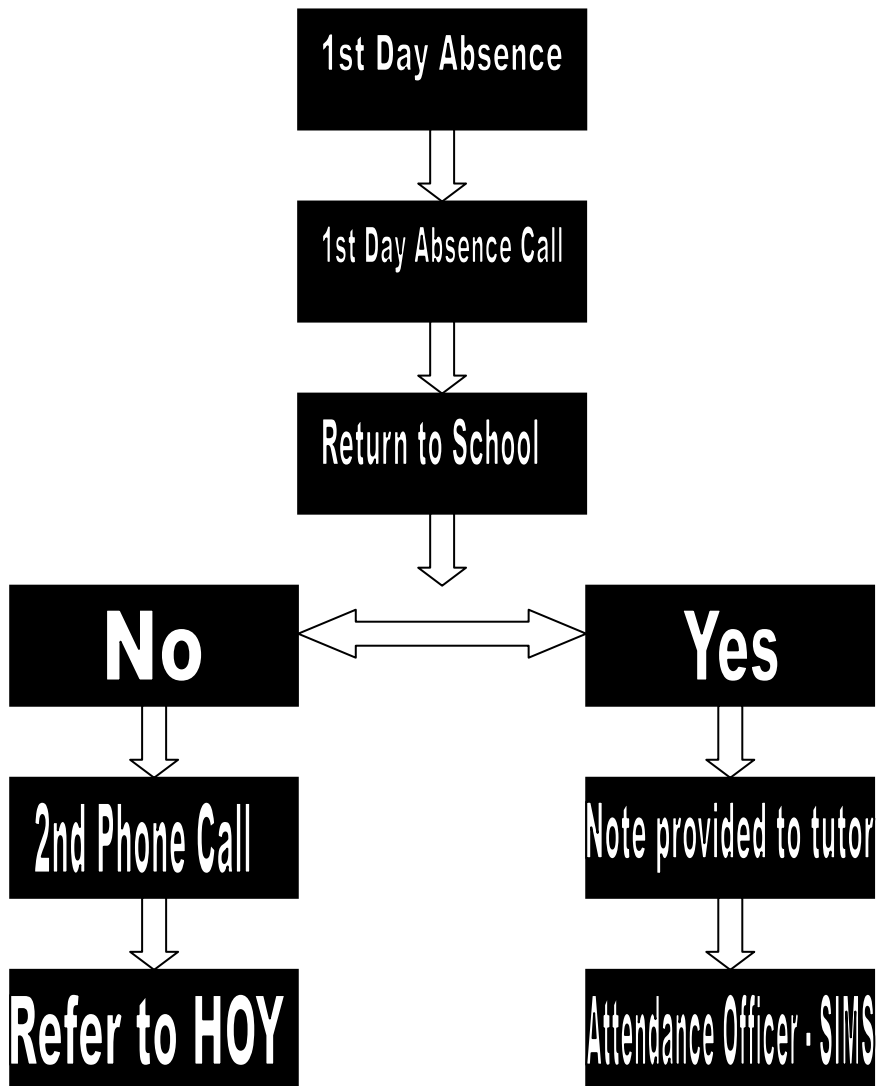 1st Day Absence
1st Day Absence Call
Return to School
No
Yes
2nd Phone Call
Note provided to tutor
Refer to HOY
Attendance Officer - SIMS